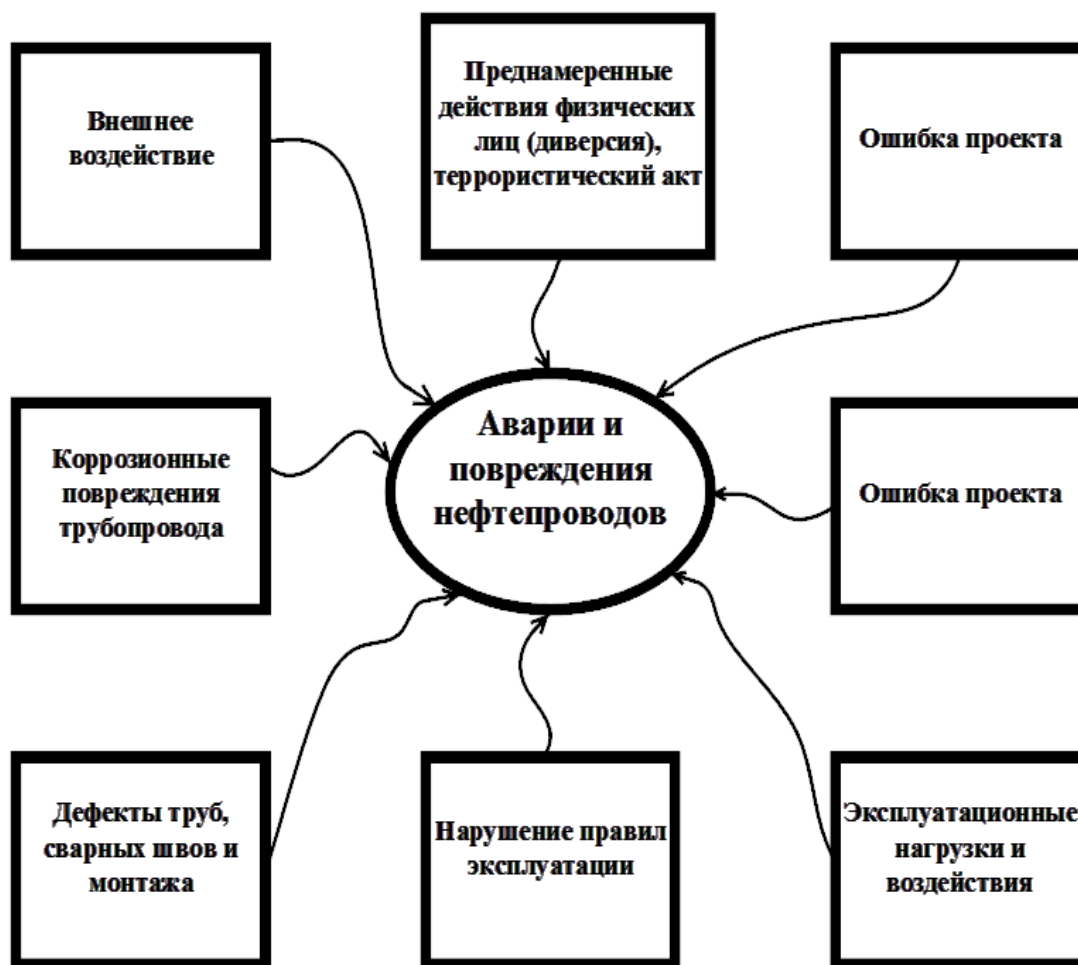 Внешнее
воздействие
Преднамеренные
действия физических
лиц (диверсия),
террористический акт
Ошибка проекта
Коррозионные
повреждения
трубопровода
Аварии и
повреждения
нефтепроводов
Ошибка проекта
Дефекты труб,
сварных швов и
монтажа
Нарушение правил
эксплуатации
Эксплуатационные
нагрузки и
воздействия